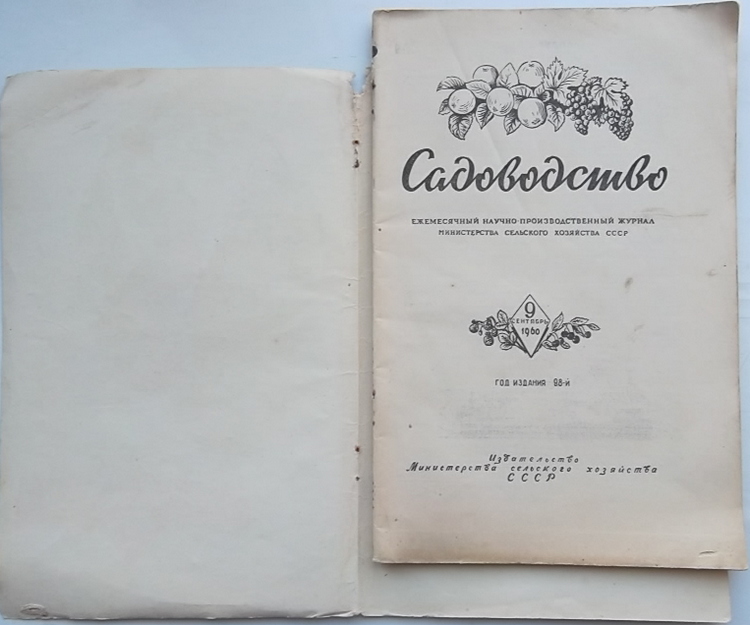 Садоводство
ЕЖЕМЕСЯЧНЫЙ НАУЧНО-ПРОИЗВОДСТВЕННЫЙ ЖУРНАЛ
МИНИСТЕРСТВА СЕЛЬСКОГО ХОЗЯЙСТВА СССР
9
СЕНТЯБРЬ
1960
ГОД ИЗДАНИЯ 98-й
Издательство
Министерства сельского хозяйства
СССР